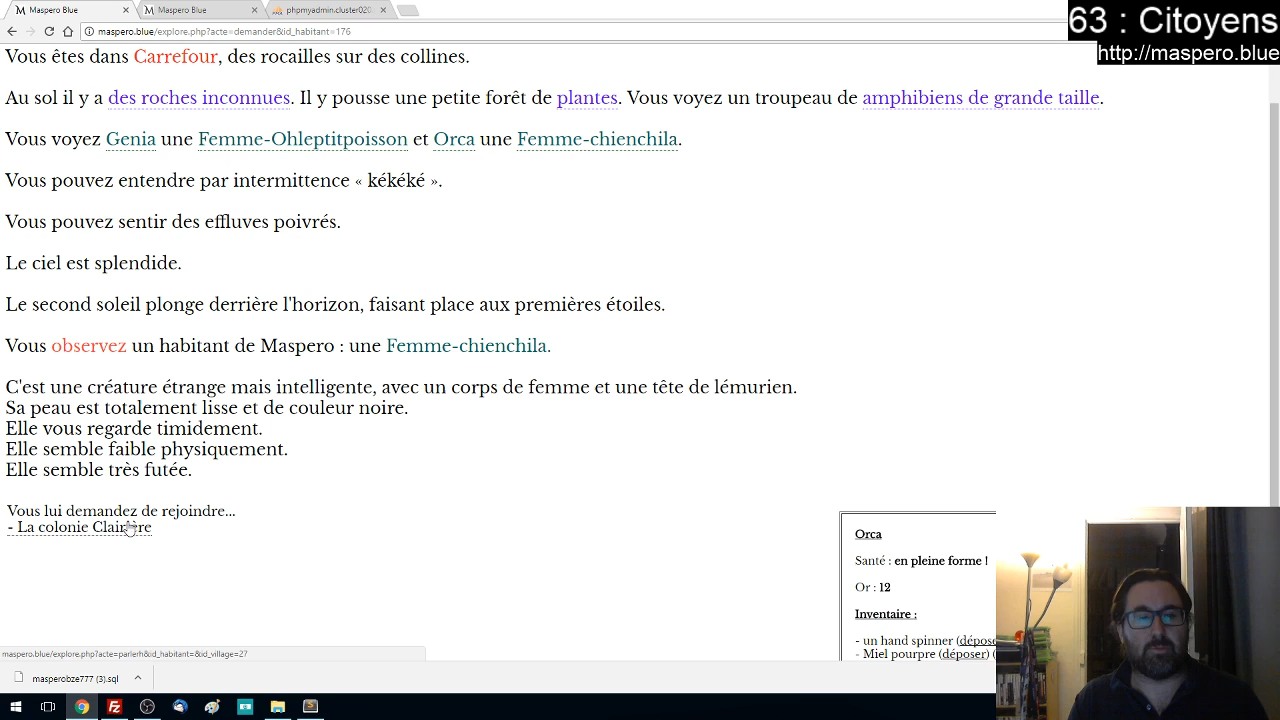 Maspero Blue
Maspero Blue
phpmyadmin.cluster020
63 : Citoyens
maspero.blue/explore.php?acte=demander&id_habitant=176
http://maspero.blue
Vous êtes dans Carrefour, des rocailles sur des collines.
Au sol il y a des roches inconnues. Il y pousse une petite forêt de plantes. Vous voyez un troupeau de amphibiens de grande taille.
Vous voyez Genia une Femme-Ohleptitpoisson et Orca une Femme-chienchila.
Vous pouvez entendre par intermittence « kékéké ».
Vous pouvez sentir des effluves poivrés.
Le ciel est splendide.
Le second soleil plonge derrière l'horizon, faisant place aux premières étoiles.
Vous observez un habitant de Maspero : une Femme-chienchila.
C'est une créature étrange mais intelligente, avec un corps de femme et une tête de lémurien.
Sa peau est totalement lisse et de couleur noire.
Elle vous regarde timidement.
Elle semble faible physiquement.
Elle semble très futée.
Vous lui demandez de rejoindre...
- La colonie Clairière
Orca
Santé : en pleine forme !
Or : 12
Inventaire :
- un hand spinner (dépose
- Miel pourpre (déposer) (
maspero.blue/explore.php?acte=parlerh&id_habitant=&id_village=27
masperobze777 (3).sql